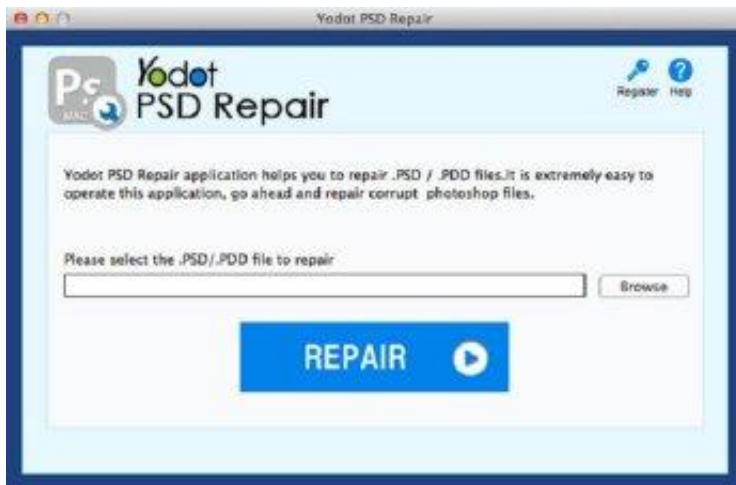 Yodot PSD Repair
Ps
MAC
Yodot
PSD Repair
Register Help
Yodot PSD Repair application helps you to repair .PSD / .PDD files.It is extremely easy to
operate this application, go ahead and repair corrupt photoshop files.
Please select the .PSD/.PDD file to repair
Browse
REPAIR